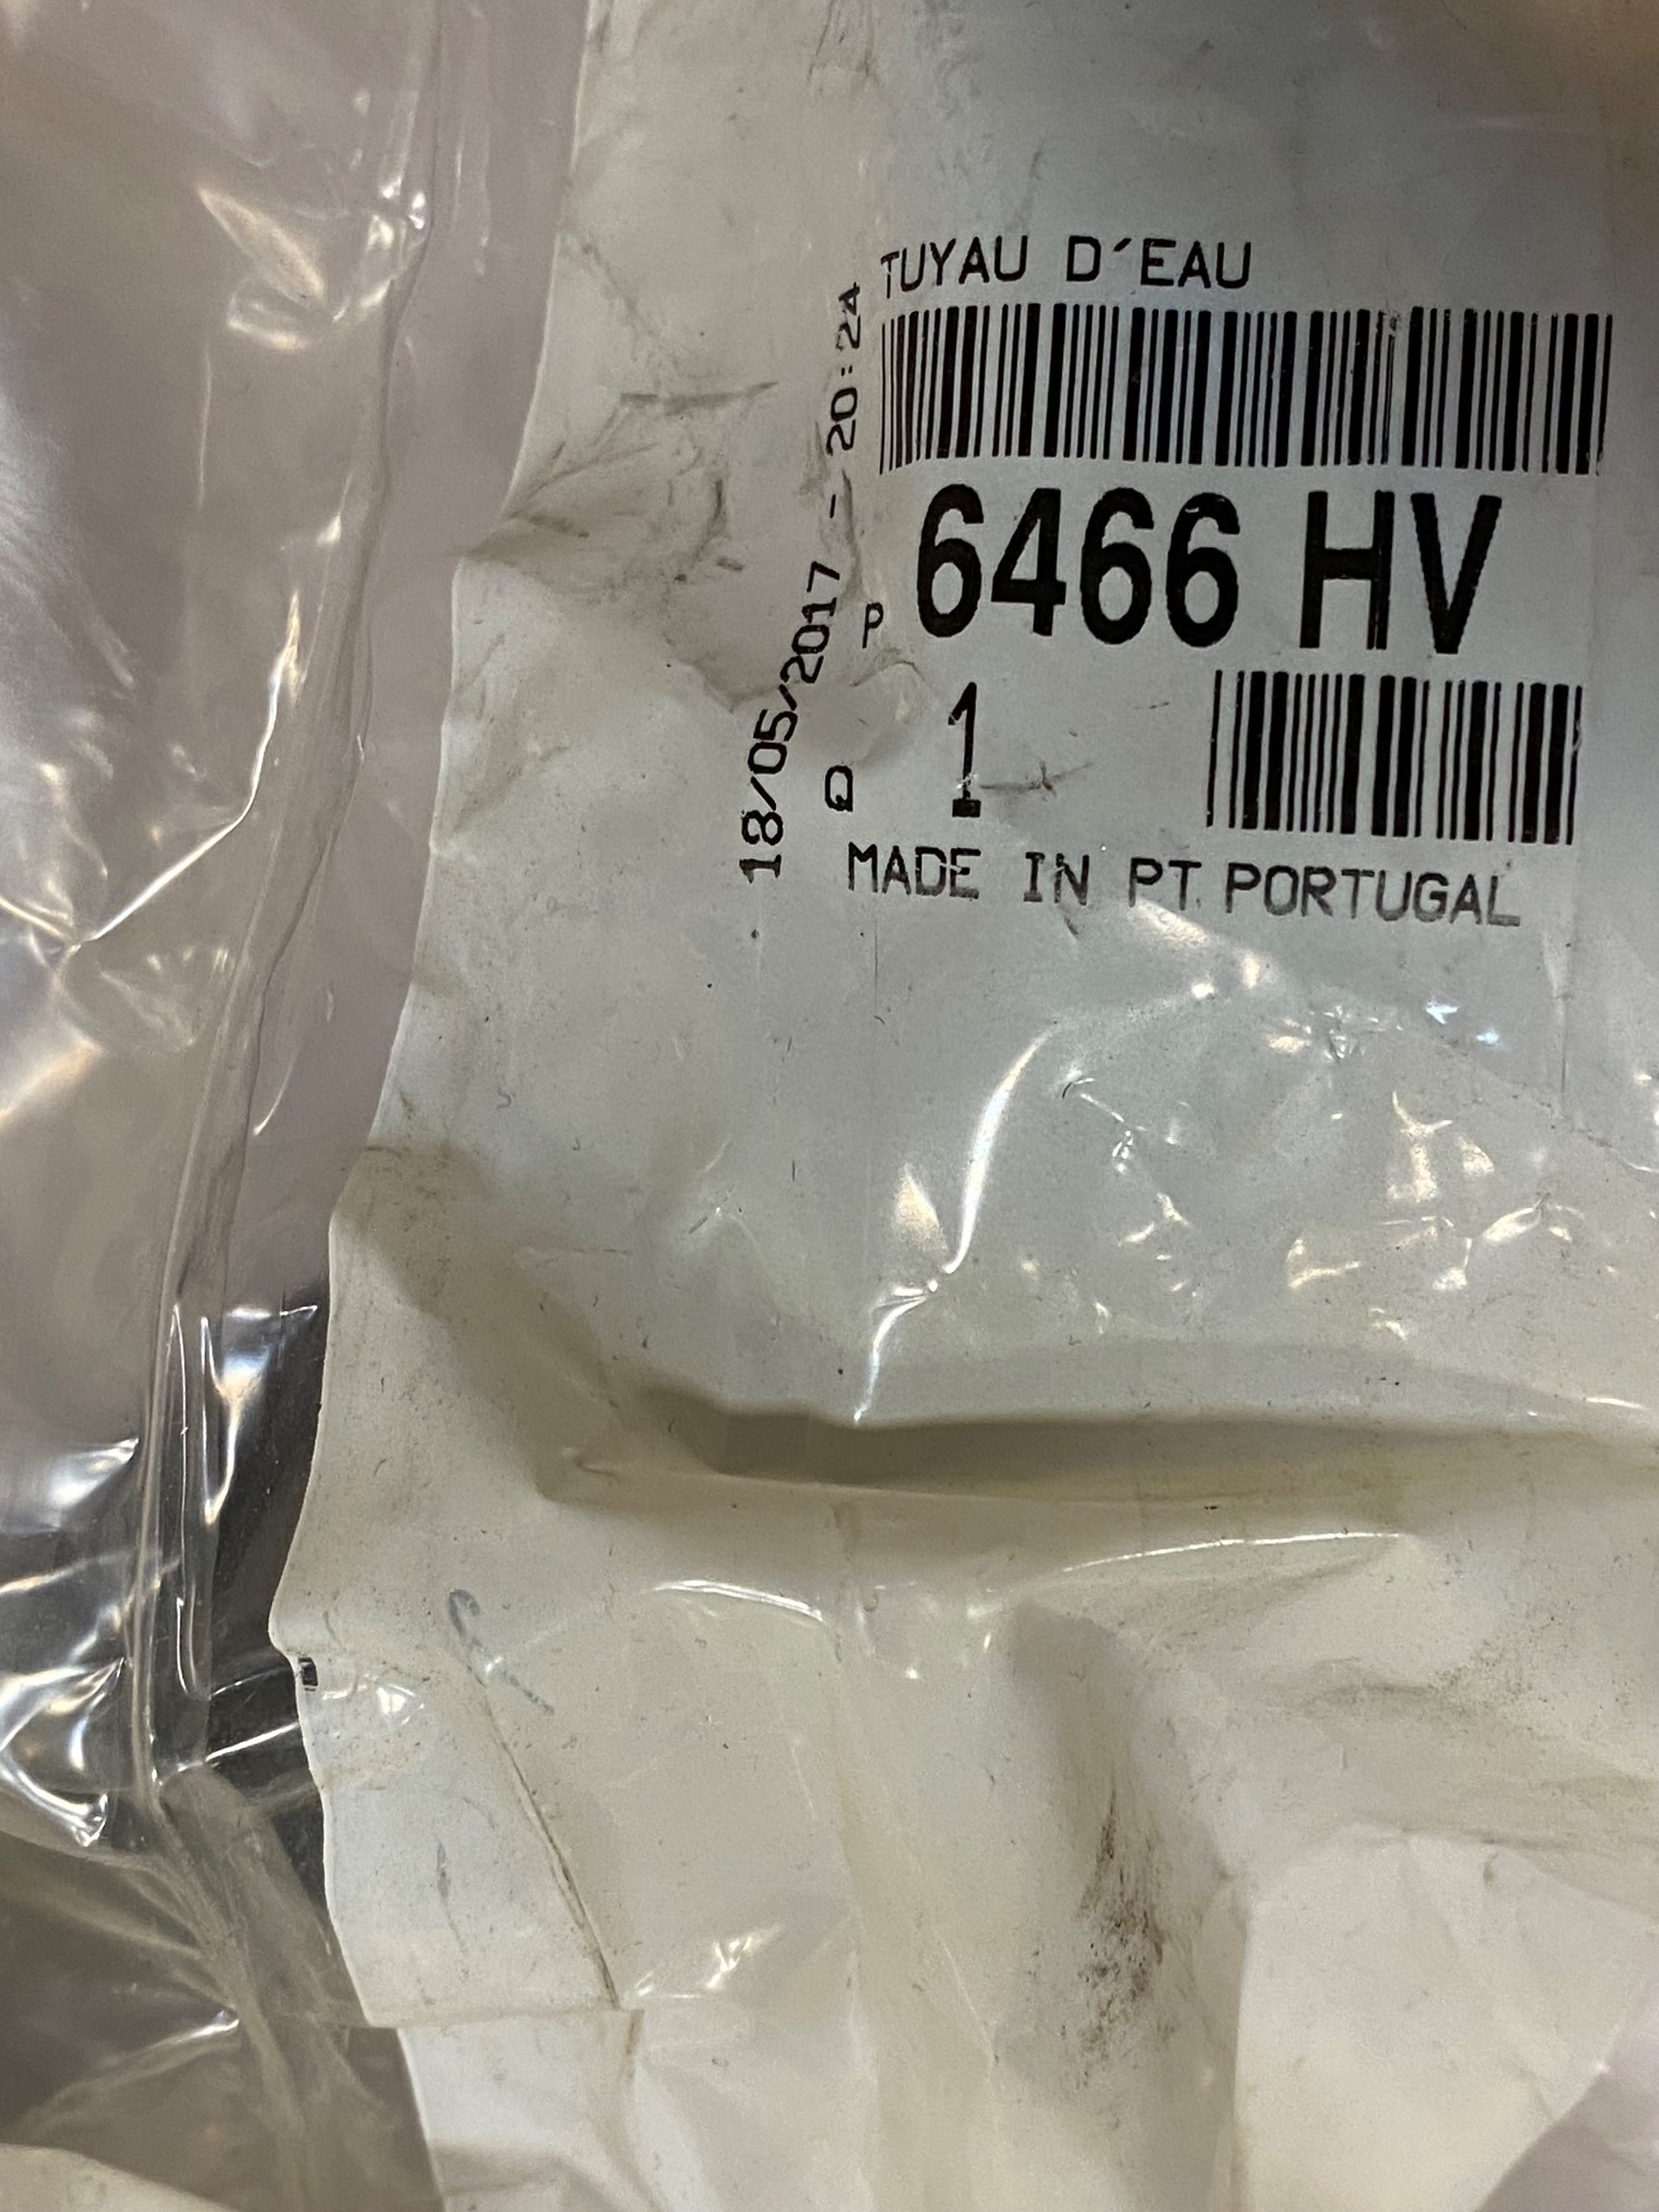 TUYAU D´EAU
18/05/2017 - 20:24
P 6466 HV
Q 1
MADE IN PT PORTUGAL